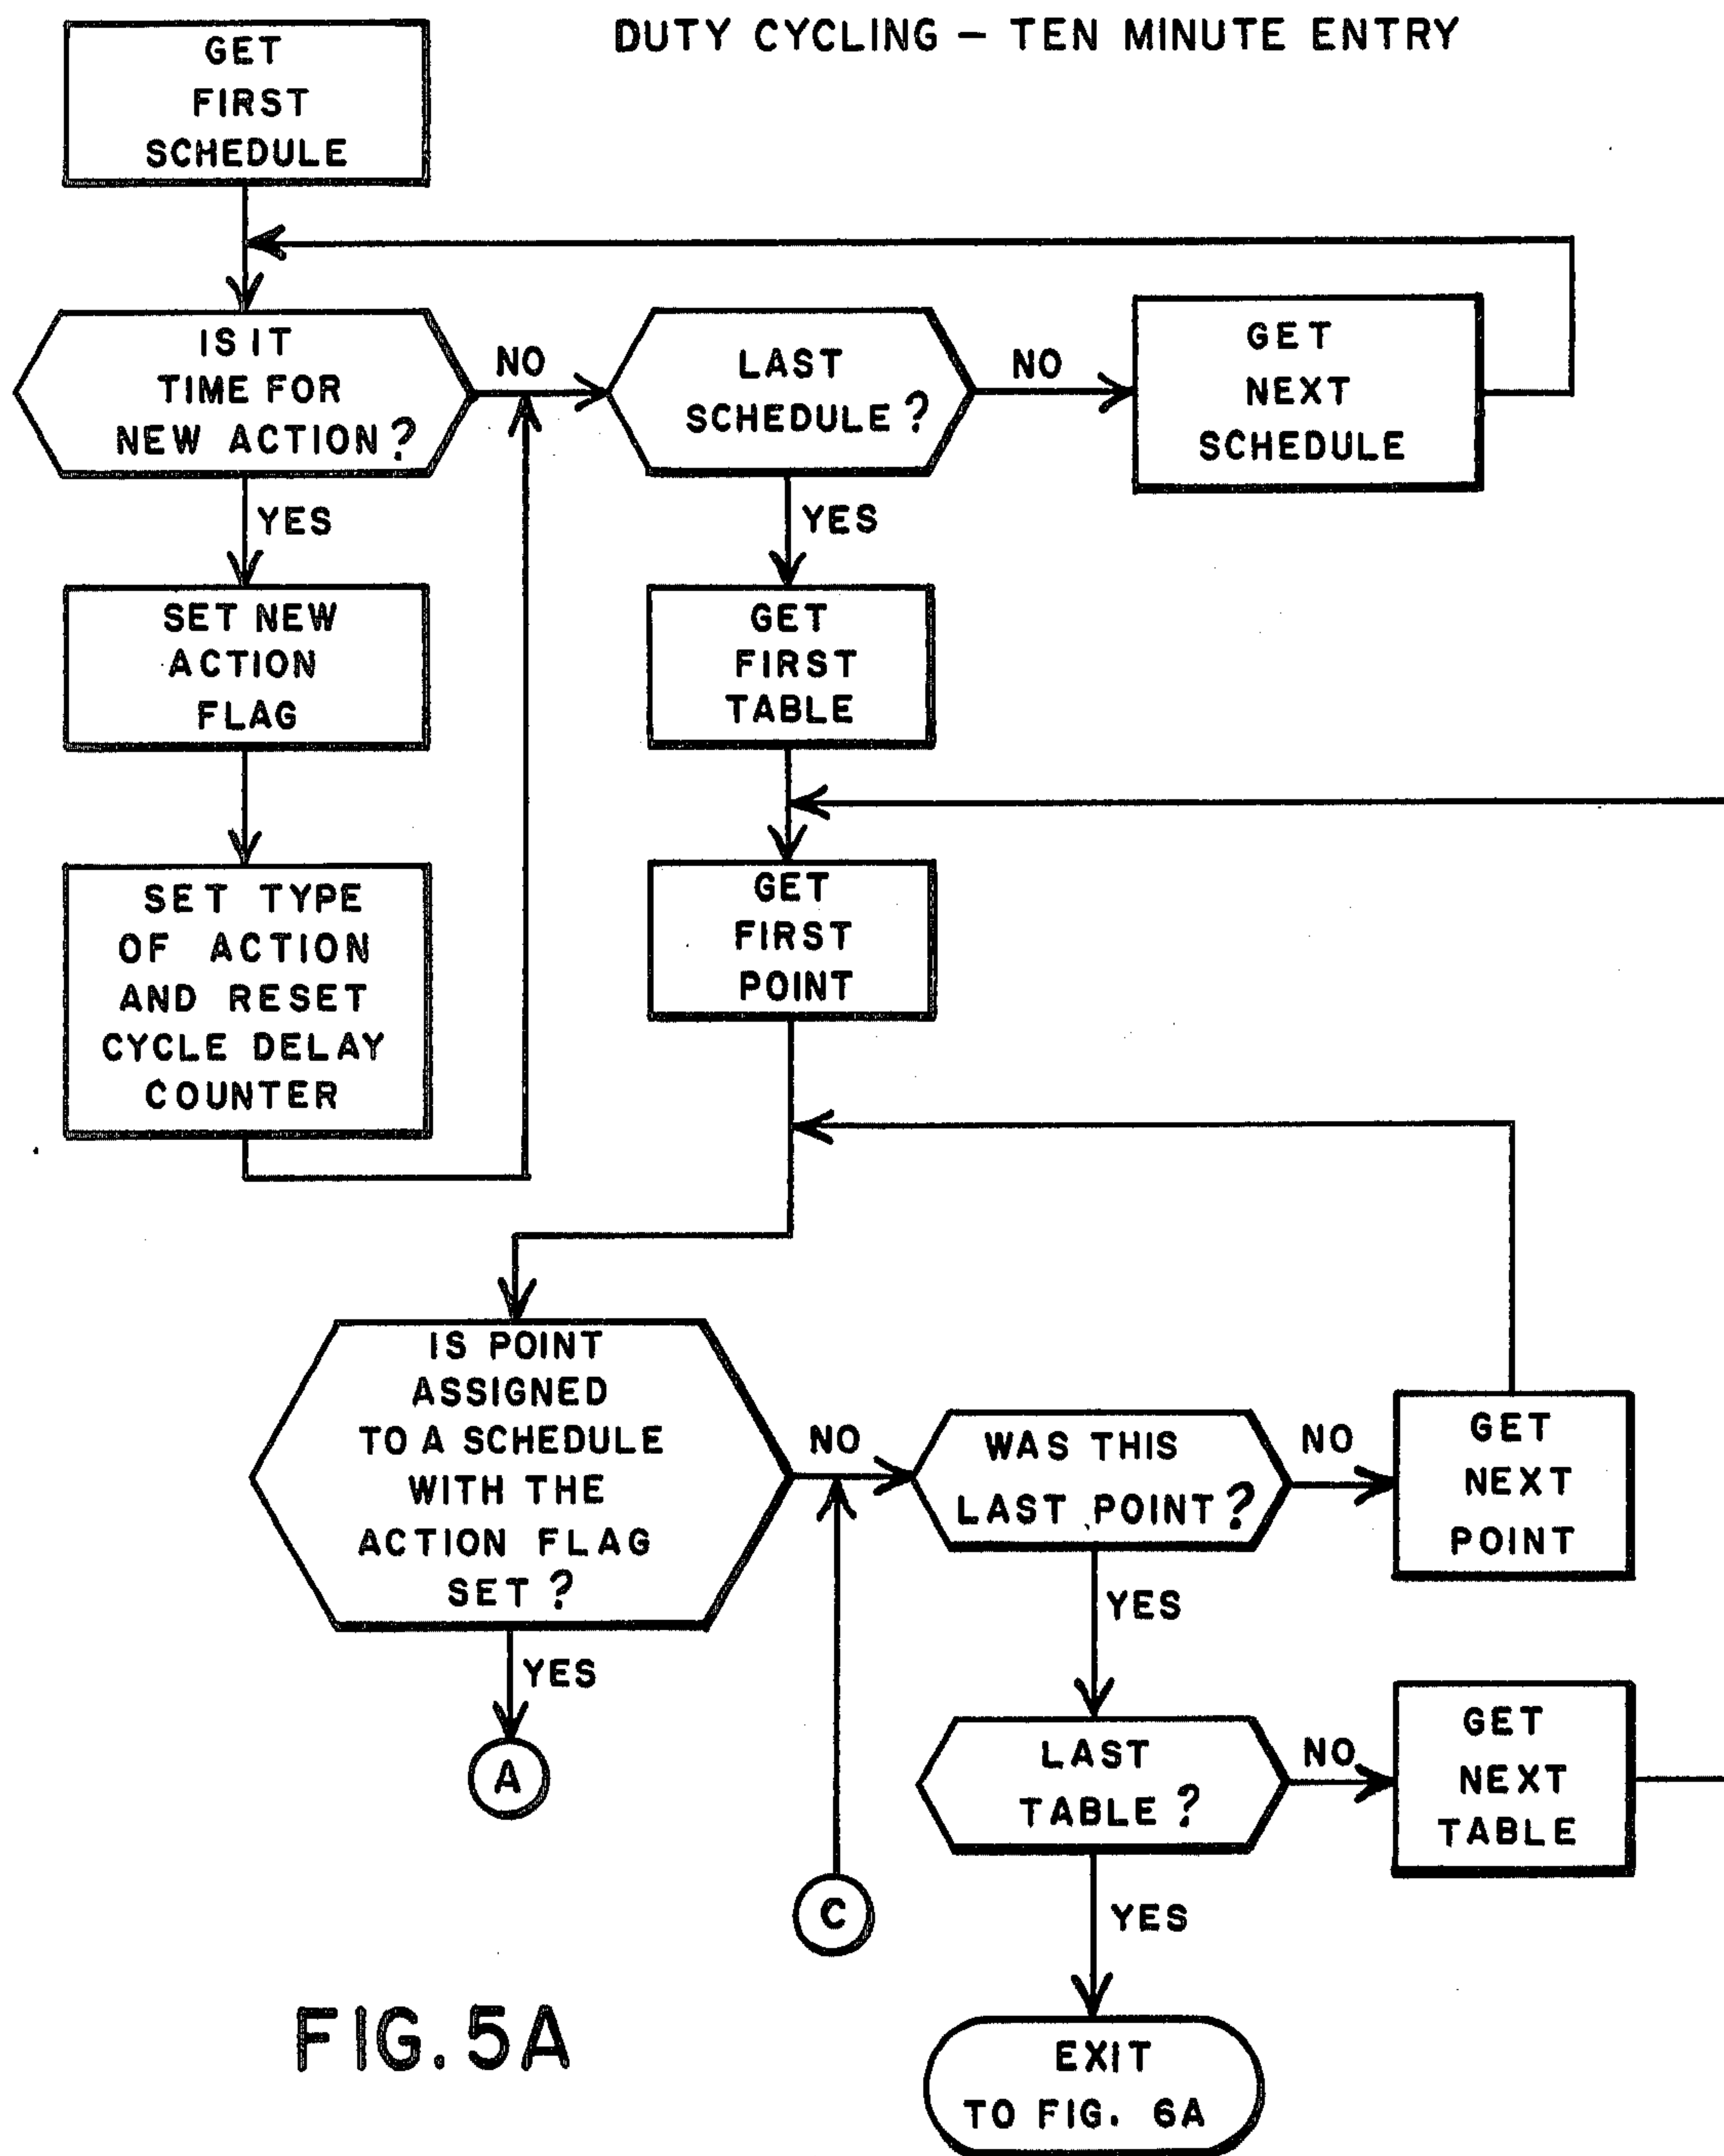 DUTY CYCLING – TEN MINUTE ENTRY
GET
FIRST
SCHEDULE
IS IT
TIME FOR
NEW ACTION?
NO
LAST
SCHEDULE?
NO
GET
NEXT
SCHEDULE
YES
YES
SET NEW
ACTION
FLAG
GET
FIRST
TABLE
SET TYPE
OF ACTION
AND RESET
CYCLE DELAY
COUNTER
GET
FIRST
POINT
IS POINT
ASSIGNED
TO A SCHEDULE
WITH THE
ACTION FLAG
SET?
NO
WAS THIS
LAST POINT?
NO
GET
NEXT
POINT
YES
YES
A
LAST
TABLE?
NO
GET
NEXT
TABLE
C
YES
EXIT
TO FIG. 6A
FIG. 5A